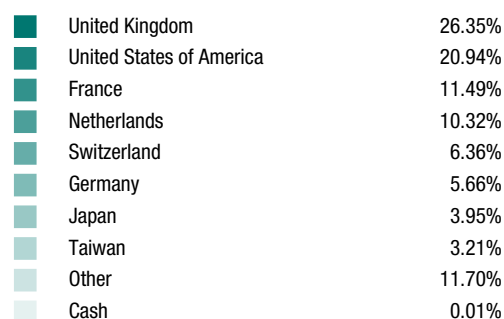 United Kingdom 26.35%
United States of America 20.94%
France 11.49%
Netherlands 10.32%
Switzerland 6.36%
Germany 5.66%
Japan 3.95%
Taiwan 3.21%
Other 11.70%
Cash 0.01%